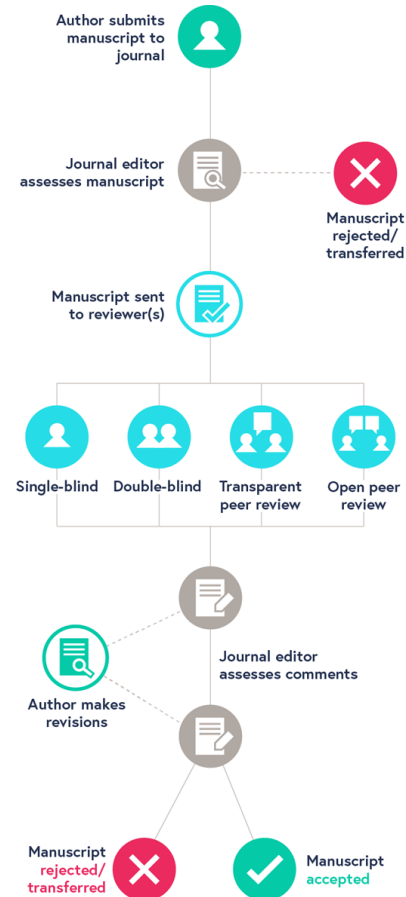 Author submits
manuscript to
journal
Journal editor
assesses manuscript
Manuscript
rejected/
transferred
Manuscript sent
to reviewer(s)
Single-blind
Double-blind
Transparent
peer review
Open peer
review
Journal editor
assesses comments
Author makes
revisions
Manuscript
rejected/
transferred
Manuscript
accepted